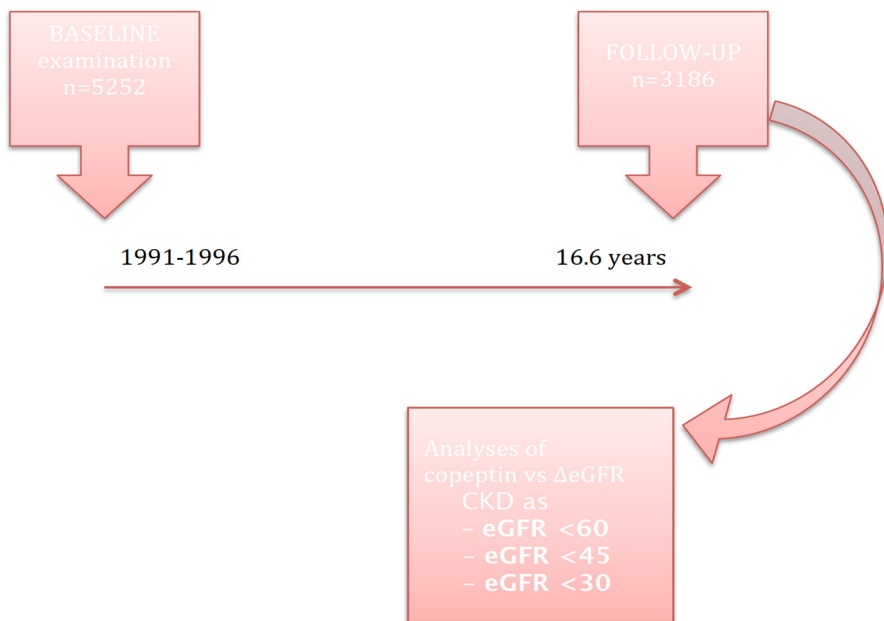 BASELINE
examination
n=5252
FOLLOW-UP
n=3186
1991-1996
16.6 years
Analyses of
copeptin vs ΔeGFR
CKD as
– eGFR <60
– eGFR <45
– eGFR <30